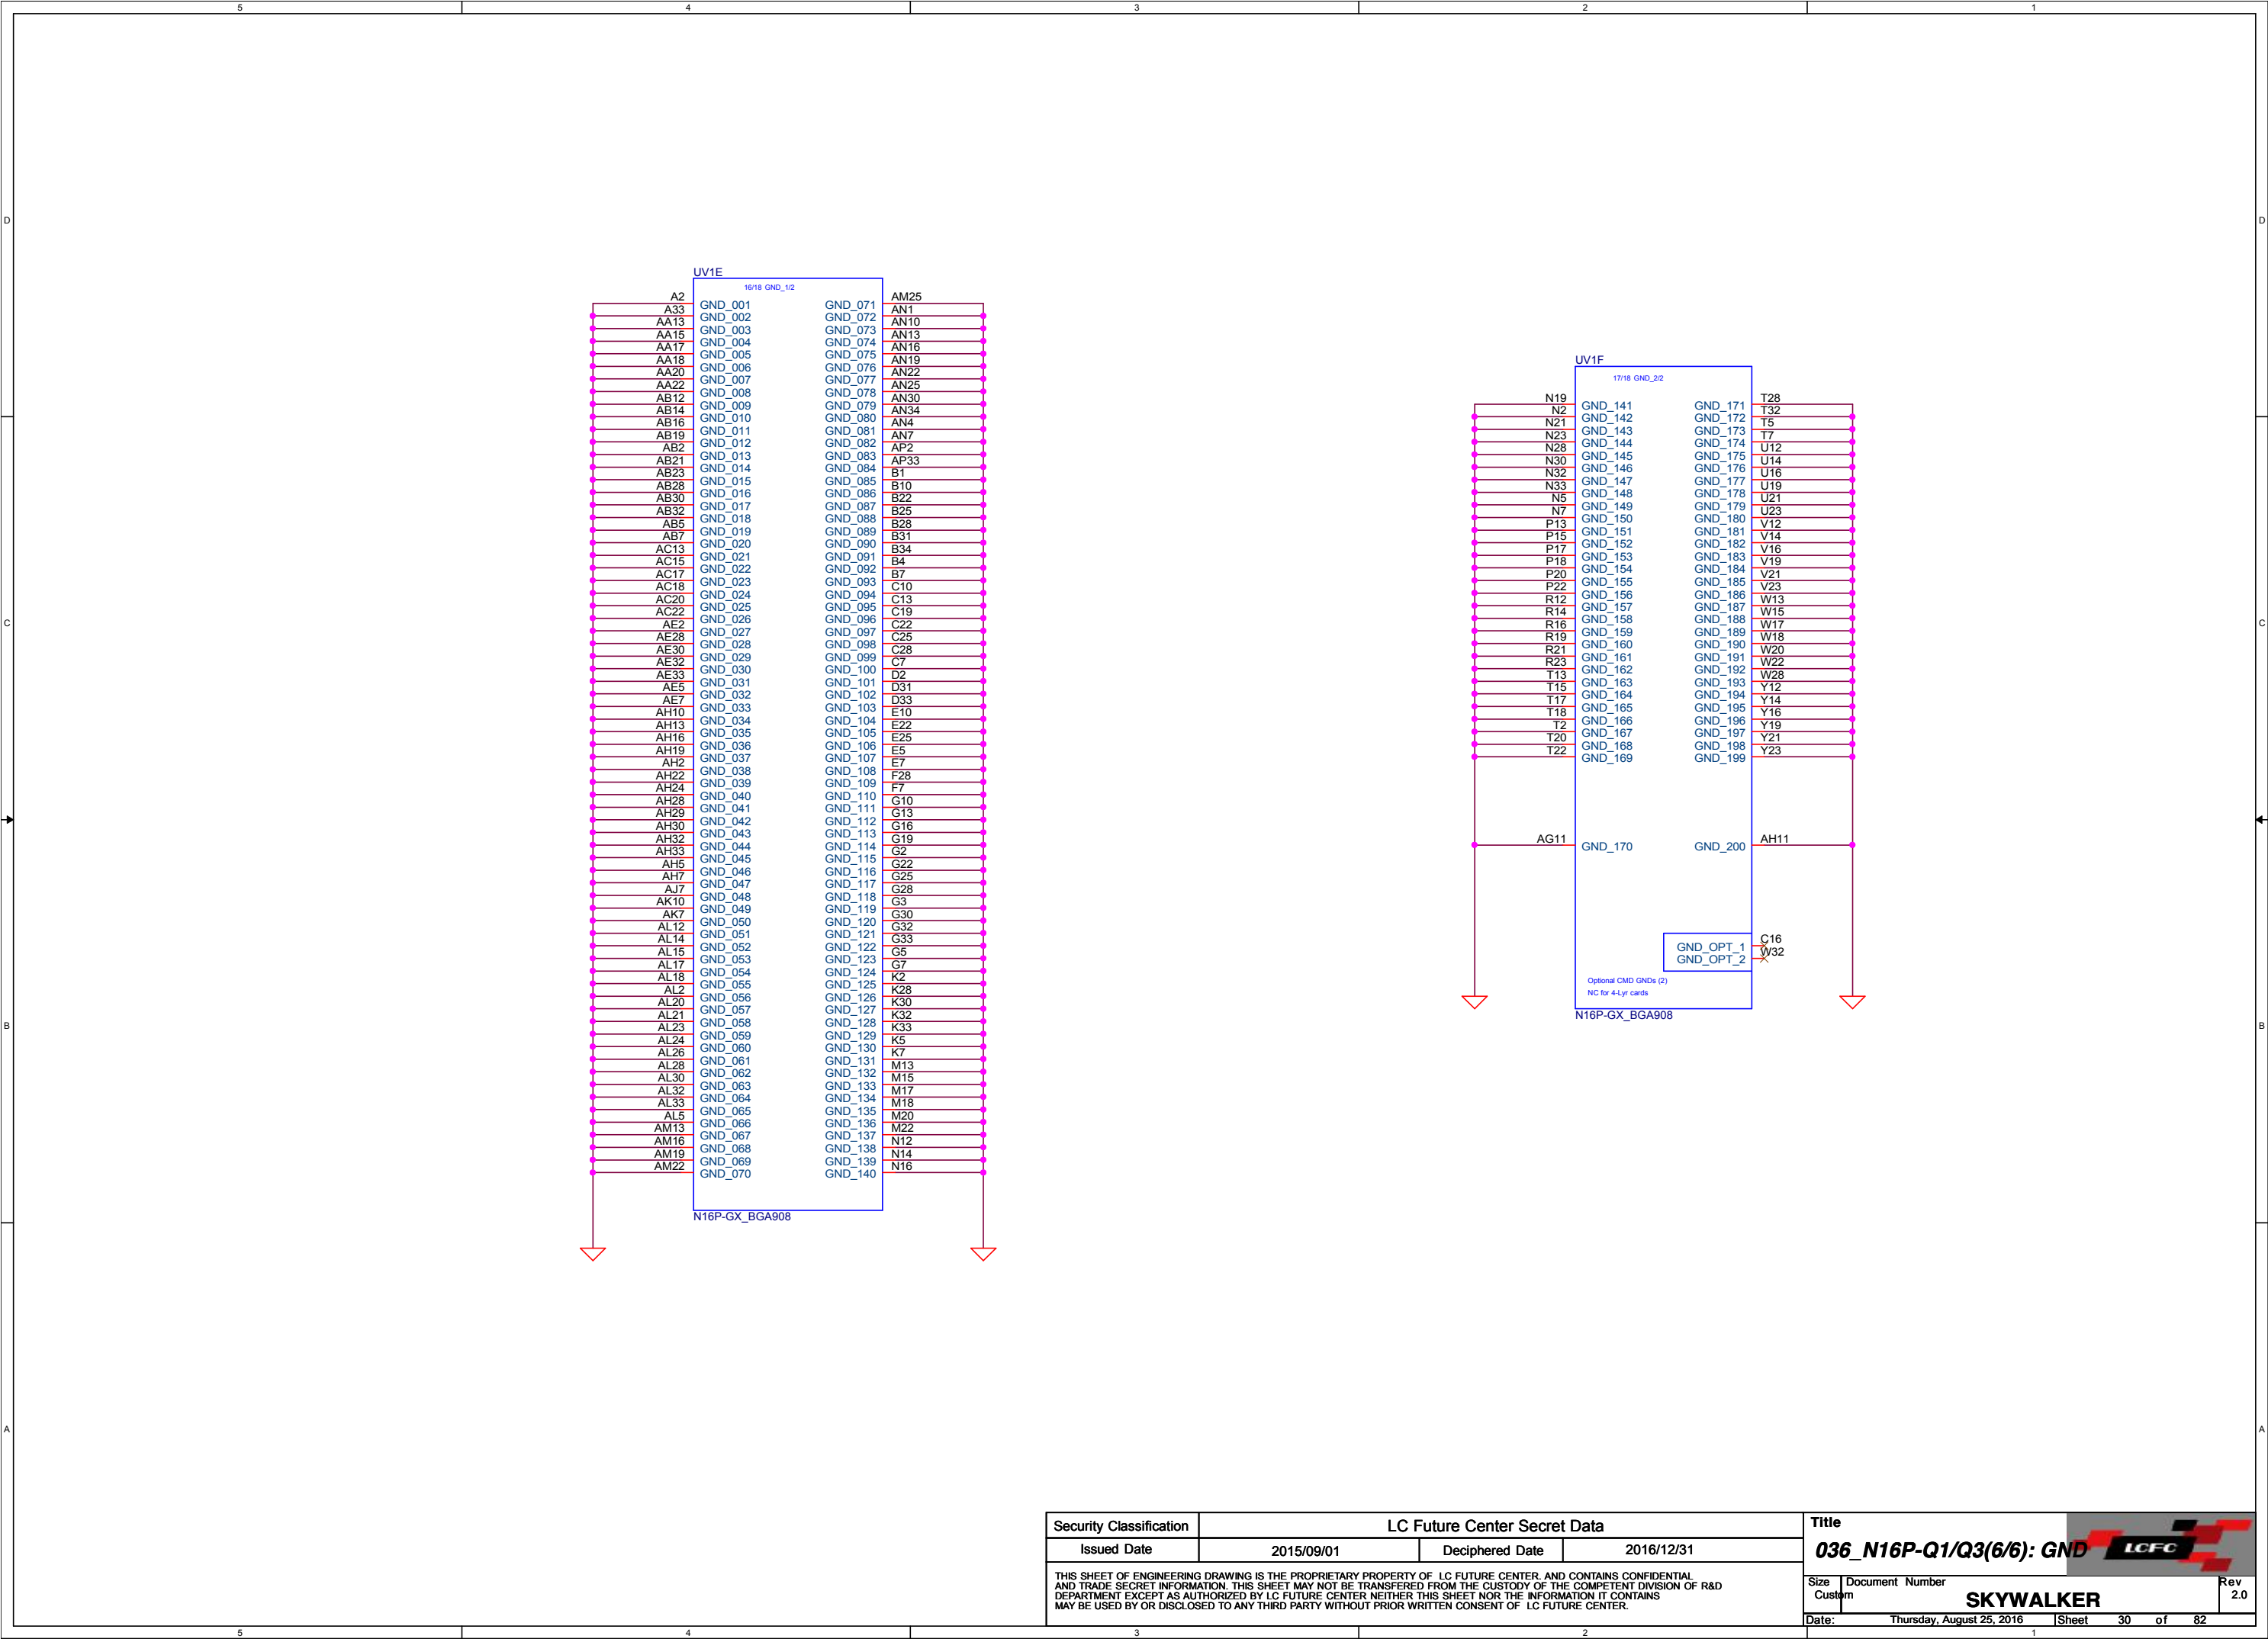 5 4 3 2 1
D D
C C
B B
A A
UV1E
16/18 GND_1/2
A2 GND_001 GND_071 AM25
A33 GND_002 GND_072 AN1
AA13 GND_003 GND_073 AN10
AA15 GND_004 GND_074 AN13
AA17 GND_005 GND_075 AN16
AA18 GND_006 GND_076 AN19
AA20 GND_007 GND_077 AN22
AA22 GND_008 GND_078 AN25
AB12 GND_009 GND_079 AN30
AB14 GND_010 GND_080 AN34
AB16 GND_011 GND_081 AN4
AB19 GND_012 GND_082 AN7
AB2 GND_013 GND_083 AP2
AB21 GND_014 GND_084 AP33
AB23 GND_015 GND_085 B1
AB28 GND_016 GND_086 B10
AB30 GND_017 GND_087 B22
AB32 GND_018 GND_088 B25
AB5 GND_019 GND_089 B28
AB7 GND_020 GND_090 B31
AC13 GND_021 GND_091 B34
AC15 GND_022 GND_092 B4
AC17 GND_023 GND_093 B7
AC18 GND_024 GND_094 C10
AC20 GND_025 GND_095 C13
AC22 GND_026 GND_096 C19
AE2 GND_027 GND_097 C22
AE28 GND_028 GND_098 C25
AE30 GND_029 GND_099 C28
AE32 GND_030 GND_100 C7
AE33 GND_031 GND_101 D2
AE5 GND_032 GND_102 D31
AE7 GND_033 GND_103 D33
AH10 GND_034 GND_104 E10
AH13 GND_035 GND_105 E22
AH16 GND_036 GND_106 E25
AH19 GND_037 GND_107 E5
AH2 GND_038 GND_108 E7
AH22 GND_039 GND_109 F28
AH24 GND_040 GND_110 F7
AH28 GND_041 GND_111 G10
AH29 GND_042 GND_112 G13
AH30 GND_043 GND_113 G16
AH32 GND_044 GND_114 G19
AH33 GND_045 GND_115 G2
AH5 GND_046 GND_116 G22
AH7 GND_047 GND_117 G25
AJ7 GND_048 GND_118 G28
AK10 GND_049 GND_119 G3
AK7 GND_050 GND_120 G30
AL12 GND_051 GND_121 G32
AL14 GND_052 GND_122 G33
AL15 GND_053 GND_123 G5
AL17 GND_054 GND_124 G7
AL18 GND_055 GND_125 K2
AL2 GND_056 GND_126 K28
AL20 GND_057 GND_127 K30
AL21 GND_058 GND_128 K32
AL23 GND_059 GND_129 K33
AL24 GND_060 GND_130 K5
AL26 GND_061 GND_131 K7
AL28 GND_062 GND_132 M13
AL30 GND_063 GND_133 M15
AL32 GND_064 GND_134 M17
AL33 GND_065 GND_135 M18
AL5 GND_066 GND_136 M20
AM13 GND_067 GND_137 M22
AM16 GND_068 GND_138 N12
AM19 GND_069 GND_139 N14
AM22 GND_070 GND_140 N16
N16P-GX_BGA908
UV1F
17/18 GND_2/2
N19 GND_141 GND_171 T28
N2 GND_142 GND_172 T32
N21 GND_143 GND_173 T5
N23 GND_144 GND_174 T7
N28 GND_145 GND_175 U12
N30 GND_146 GND_176 U14
N32 GND_147 GND_177 U16
N33 GND_148 GND_178 U19
N5 GND_149 GND_179 U21
N7 GND_150 GND_180 U23
P13 GND_151 GND_181 V12
P15 GND_152 GND_182 V14
P17 GND_153 GND_183 V16
P18 GND_154 GND_184 V19
P20 GND_155 GND_185 V21
P22 GND_156 GND_186 V23
R12 GND_157 GND_187 W13
R14 GND_158 GND_188 W15
R16 GND_159 GND_189 W17
R19 GND_160 GND_190 W18
R21 GND_161 GND_191 W20
R23 GND_162 GND_192 W22
T13 GND_163 GND_193 W28
T15 GND_164 GND_194 Y12
T17 GND_165 GND_195 Y14
T18 GND_166 GND_196 Y16
T2 GND_167 GND_197 Y19
T20 GND_168 GND_198 Y21
T22 GND_169 GND_199 Y23
AG11 GND_170 GND_200 AH11
GND_OPT_1 C16
GND_OPT_2 W32
Optional CMD GNDs (2)
NC for 4-Lyr cards
N16P-GX_BGA908
Security Classification LC Future Center Secret Data
Issued Date 2015/09/01 Deciphered Date 2016/12/31
THIS SHEET OF ENGINEERING DRAWING IS THE PROPRIETARY PROPERTY OF LC FUTURE CENTER. AND CONTAINS CONFIDENTIAL
AND TRADE SECRET INFORMATION. THIS SHEET MAY NOT BE TRANSFERED FROM THE CUSTODY OF THE COMPETENT DIVISION OF R&D
DEPARTMENT EXCEPT AS AUTHORIZED BY LC FUTURE CENTER NEITHER THIS SHEET NOR THE INFORMATION IT CONTAINS
MAY BE USED BY OR DISCLOSED TO ANY THIRD PARTY WITHOUT PRIOR WRITTEN CONSENT OF LC FUTURE CENTER.
Title
036_N16P-Q1/Q3(6/6): GND
LCFC
Size Document Number Rev
Custom SKYWALKER 2.0
Date: Thursday, August 25, 2016 Sheet 30 of 82
5 4 3 2 1